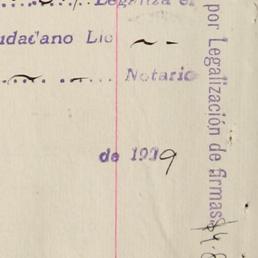 Legaliza el
udadano Lic
Notario
de 1939
por Legalización de firmas